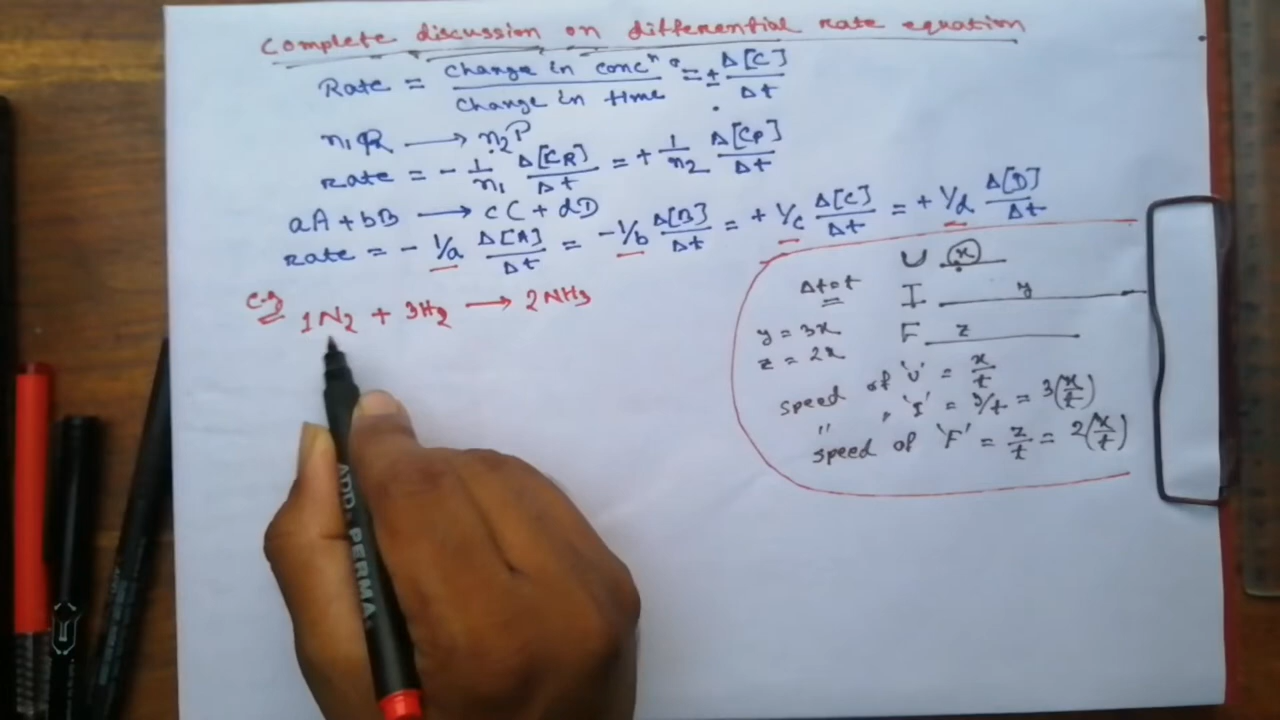 Complete discussion on differential rate equation
Rate = change in concⁿ / change in time = ± Δ[C] / Δt
n₁R → n₂P
rate = - 1/n₁ Δ[CR] / Δt = + 1/n₂ Δ[CP] / Δt
aA + bB → cC + dD
rate = - 1/a Δ[A] / Δt = - 1/b Δ[B] / Δt = + 1/c Δ[C] / Δt = + 1/d Δ[D] / Δt
e.g 1N₂ + 3H₂ → 2NH₃
U x
I y
F z
y = 3x
z = 2x
speed of 'U' = x/t
" , 'I' = y/t = 3(x/t)
speed of 'F' = z/t = 2(x/t)
ADD PERMA